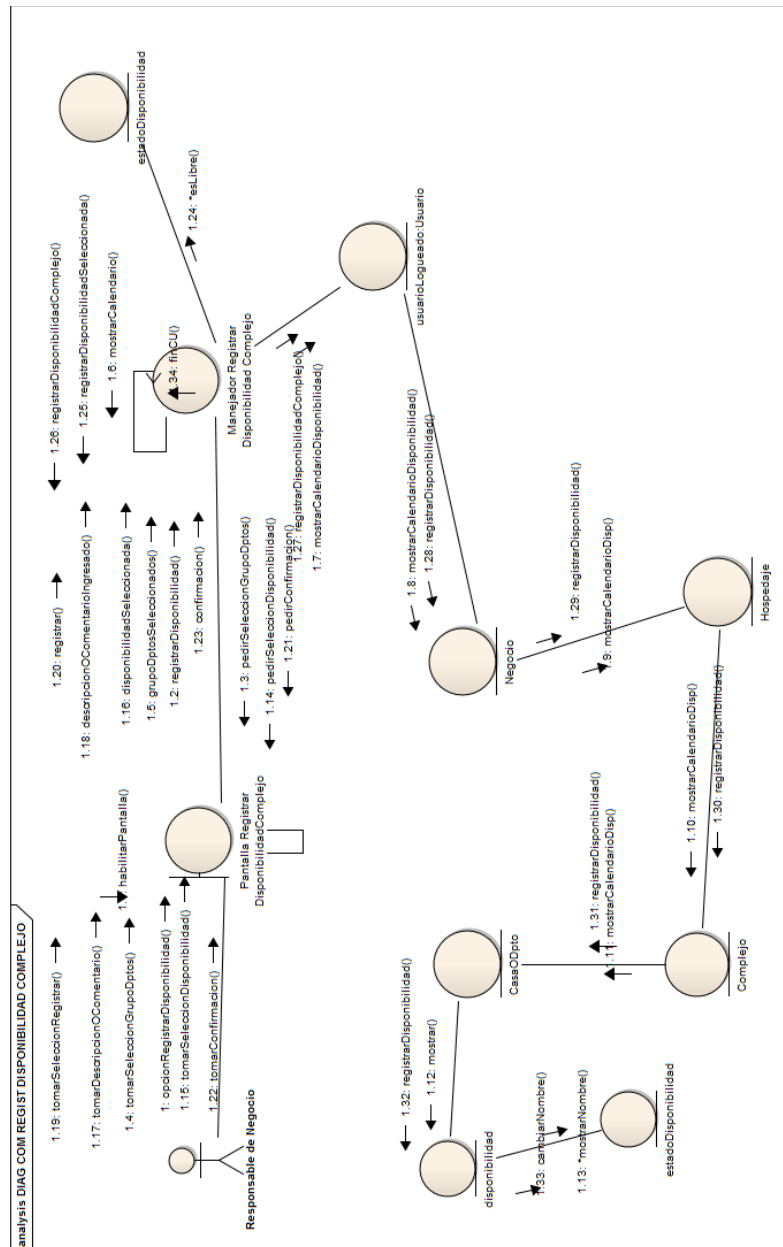 analysis DIAG COM REGIST DISPONIBILIDAD COMPLEJO
1.19: tomarSeleccionRegistrar()
1.17: tomarDescripcionOComentario()
habilitarPantalla()
1.4: tomarSeleccionGrupoDptos()
1: opcionRegistrarDisponibilidad()
1.15: tomarSeleccionDisponibilidad()
1.22: tomarConfirmacion()
Responsable de Negocio
Pantalla Registrar
DisponibilidadComplejo
1.20: registrar()
1.18: descripcionOComentarioIngresado()
1.16: disponibilidadSeleccionada()
1.5: grupoDptosSeleccionados()
1.2: registrarDisponibilidad()
1.23: confirmacion()
1.3: pedirSeleccionGrupoDptos()
1.14: pedirSeleccionDisponibilidad()
1.21: pedirConfirmacion()
1.26: registrarDisponibilidadComplejo()
1.25: registrarDisponibilidadSeleccionada()
1.6: mostrarCalendario()
1.34: finCU()
Manejador Registrar
Disponibilidad Complejo
1.24: *esLibre()
estadoDisponibilidad
1.27: registrarDisponibilidadComplejo()
1.7: mostrarCalendarioDisponibilidad()
usuarioLogueado:Usuario
1.8: mostrarCalendarioDisponibilidad()
1.28: registrarDisponibilidad()
Negocio
1.29: registrarDisponibilidad()
1.9: mostrarCalendarioDisp()
Hospedaje
1.10: mostrarCalendarioDisp()
1.30: registrarDisponibilidad()
Complejo
1.31: registrarDisponibilidad()
1.11: mostrarCalendarioDisp()
CasaODpto
1.32: registrarDisponibilidad()
1.12: mostrar()
disponibilidad
1.33: cambiarNombre()
1.13: *mostrarNombre()
estadoDisponibilidad